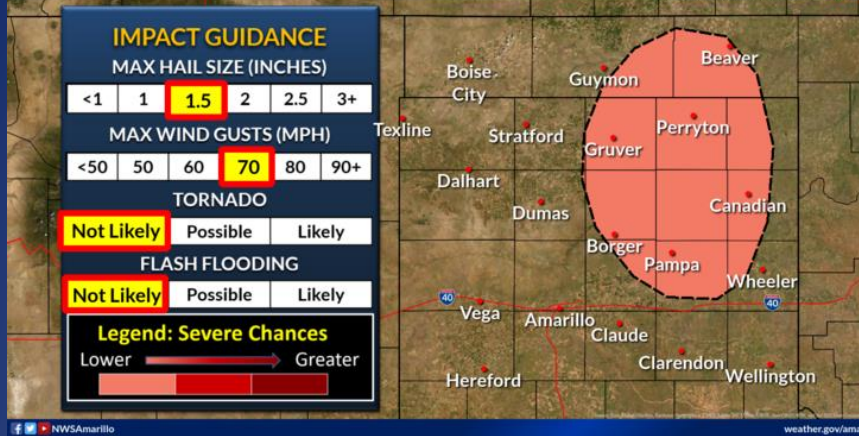 IMPACT GUIDANCE
MAX HAIL SIZE (INCHES)
<1 1 1.5 2 2.5 3+
MAX WIND GUSTS (MPH)
<50 50 60 70 80 90+
TORNADO
Not Likely Possible Likely
FLASH FLOODING
Not Likely Possible Likely
Legend: Severe Chances
Lower Greater
Boise City
Guymon
Beaver
Texline
Stratford
Gruver
Perryton
Dalhart
Dumas
Canadian
Borger
Pampa
Wheeler
40
40
Vega
Amarillo
Claude
Hereford
Clarendon
Wellington
NWSAmarillo
weather.gov/ama